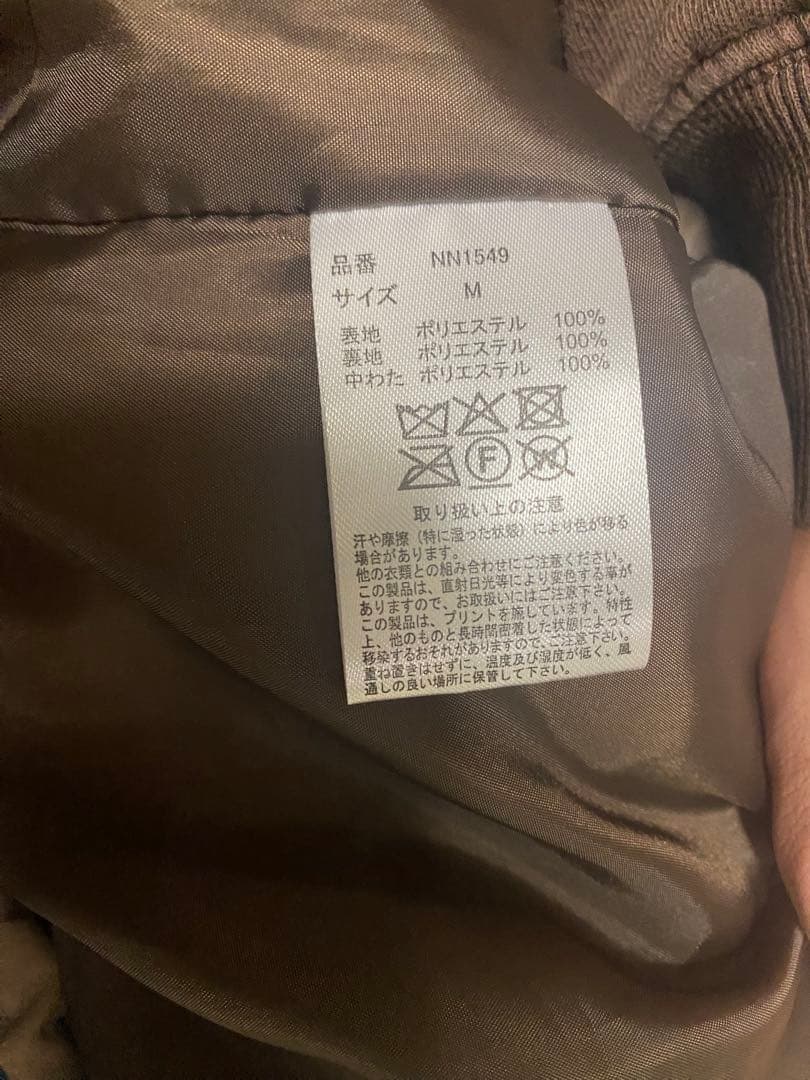 品番 NN1549
サイズ M
表地 ポリエステル 100%
裏地 ポリエステル 100%
中わた ポリエステル 100%
F
W
取り扱い上の注意
汗や摩擦（特に湿った状態）により色が移る
場合があります。
他の衣類との組み合わせにご注意ください。
この製品は、直射日光等により変色する事が
ありますので、お取扱いにはご注意下さい。
この製品は、プリントを施しています。特性
上、他のものと長時間密着した状態によって
移染するおそれがありますので、ご注意下さい。
重ね置きはせずに、温度及び湿度が低く、風
通しの良い場所に保管して下さい。